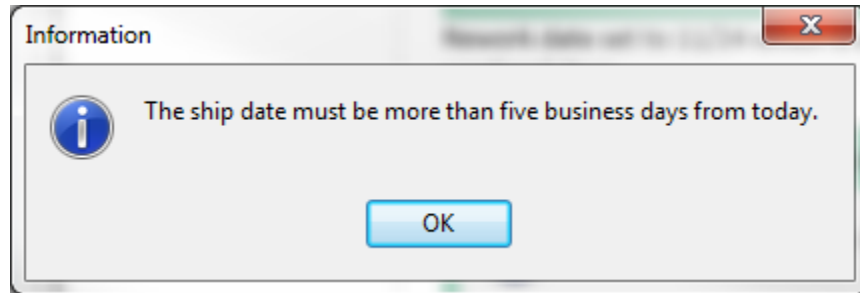 Information
The ship date must be more than five business days from today.
OK